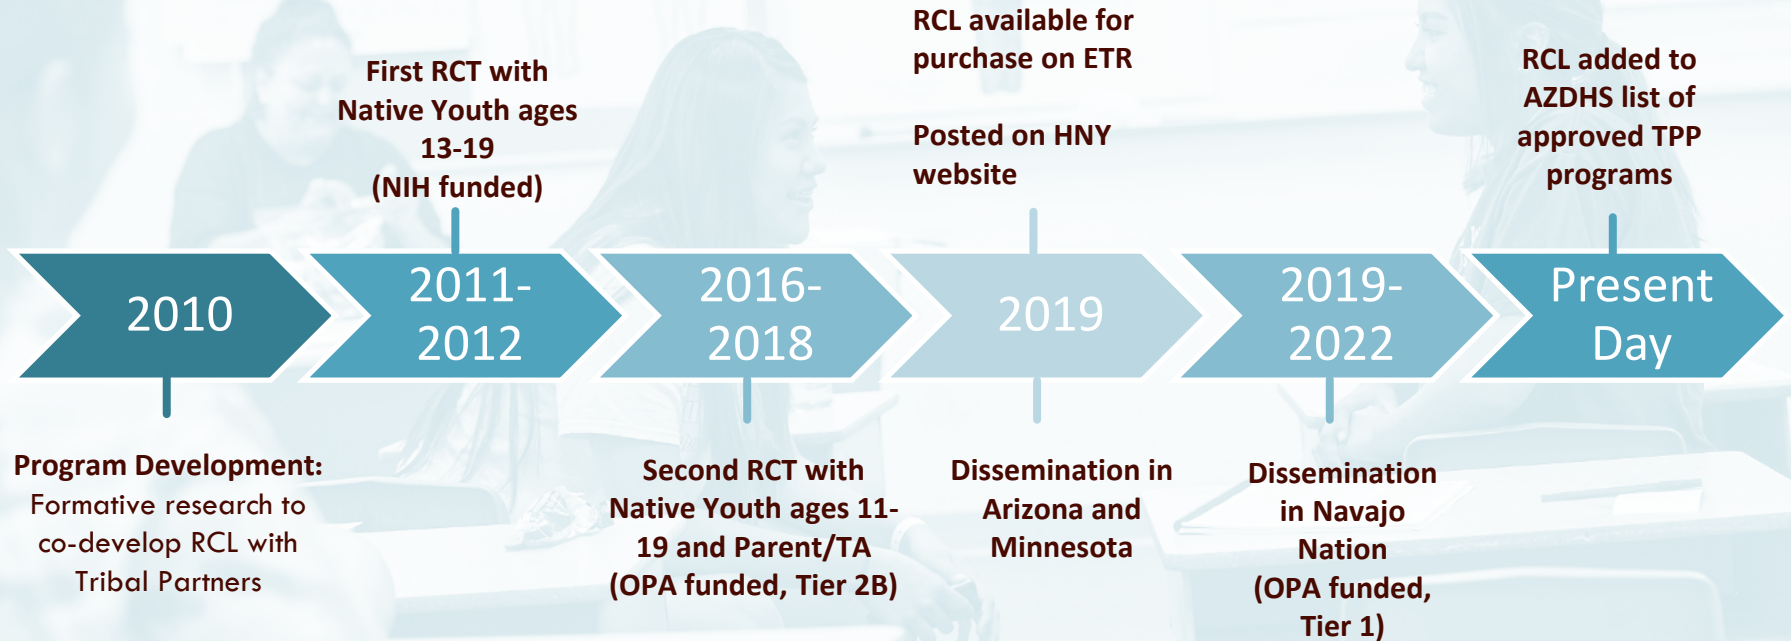 2010
Program Development:
Formative research to
co-develop RCL with
Tribal Partners
First RCT with
Native Youth ages
13-19
(NIH funded)
2011-
2012
2016-
2018
Second RCT with
Native Youth ages 11-
19 and Parent/TA
(OPA funded, Tier 2B)
RCL available for
purchase on ETR
Posted on HNY
website
2019
Dissemination in
Arizona and
Minnesota
2019-
2022
Dissemination
in Navajo
Nation
(OPA funded,
Tier 1)
RCL added to
AZDHS list of
approved TPP
programs
Present
Day